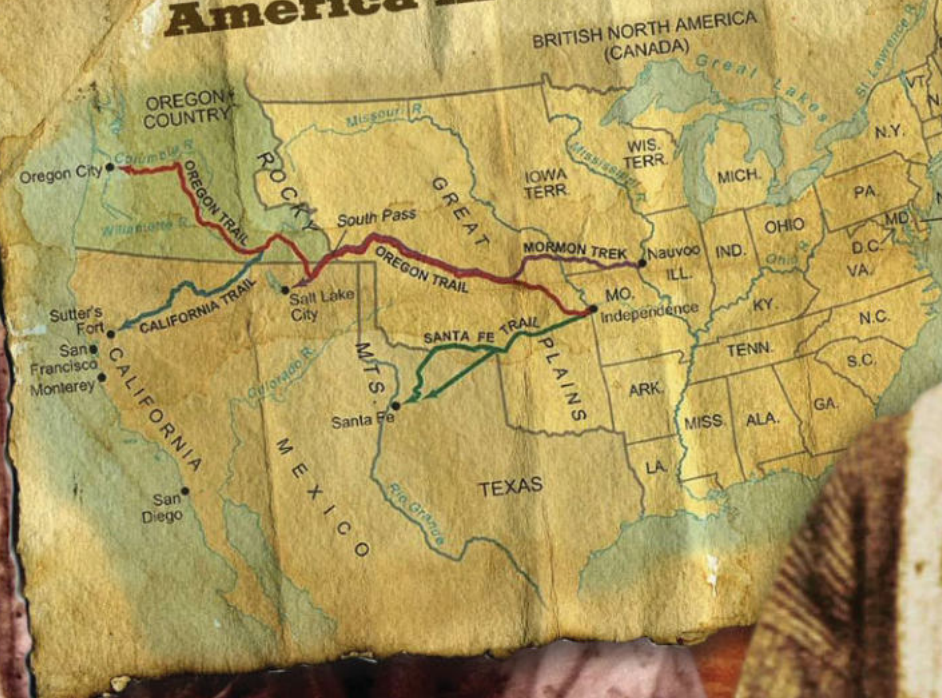 America
BRITISH NORTH AMERICA
(CANADA)
Great Lakes
St. Lawrence R.
OREGON
COUNTRY
Missouri R.
Mississippi R.
WIS.
TERR.
IOWA
TERR.
MICH.
N.Y.
VT.
PA.
MD.
Oregon City
Columbia R.
OREGON TRAIL
Willamette R.
ROCKY
MTS.
South Pass
GREAT
PLAINS
OREGON TRAIL
MORMON TREK
Nauvoo
ILL.
IND.
OHIO
Ohio R.
D.C.
VA.
Salt Lake
City
CALIFORNIA TRAIL
Sutter's
Fort
San
Francisco
Monterey
CALIFORNIA
MO.
Independence
KY.
N.C.
SANTA FE TRAIL
TENN.
S.C.
Colorado R.
Santa Fe
ARK.
MISS.
ALA.
GA.
LA.
MEXICO
TEXAS
San
Diego
Rio Grande